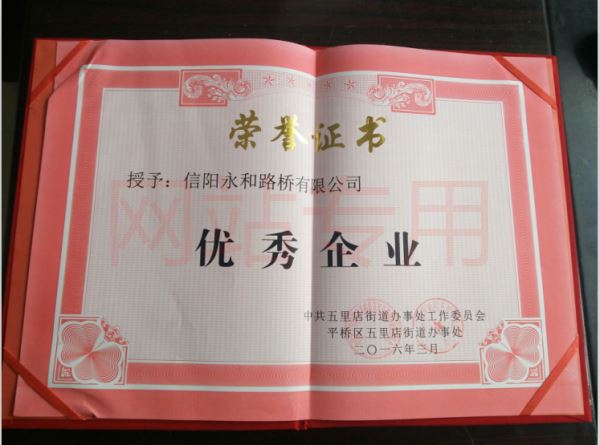 荣誉证书
授予：信阳永和路桥有限公司
网站专用
优秀企业
中共五里店街道办事处工作委员会
平桥区五里店街道办事处
二〇一六年三月